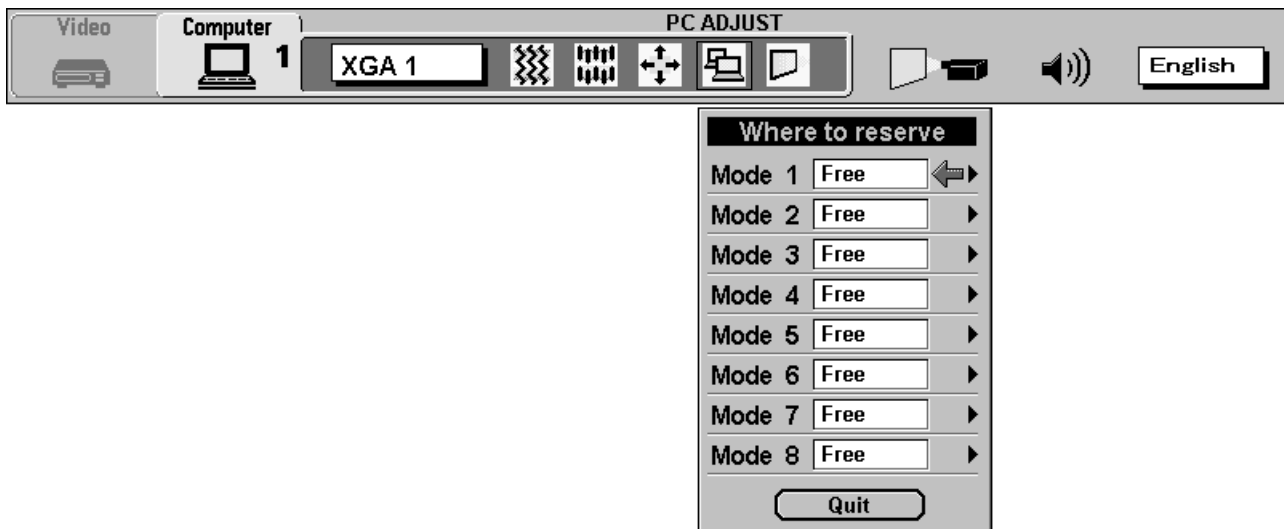 Video
Computer
1
PC ADJUST
XGA 1
English
Where to reserve
Mode 1 Free
Mode 2 Free
Mode 3 Free
Mode 4 Free
Mode 5 Free
Mode 6 Free
Mode 7 Free
Mode 8 Free
Quit